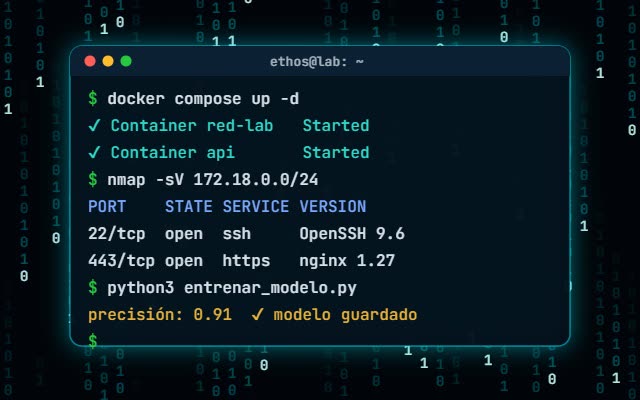 ethos@lab: ~
$ docker compose up -d
✓ Container red-lab   Started
✓ Container api       Started
$ nmap -sV 172.18.0.0/24
PORT    STATE SERVICE VERSION
22/tcp  open  ssh     OpenSSH 9.6
443/tcp open  https   nginx 1.27
$ python3 entrenar_modelo.py
precisión: 0.91  ✓ modelo guardado
$